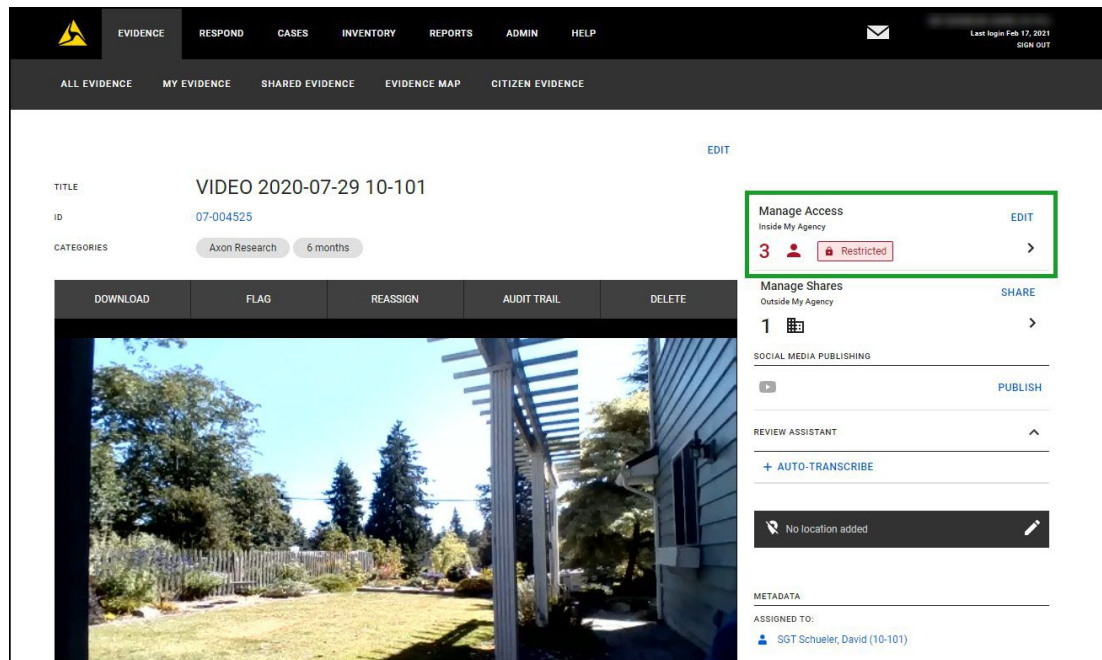 EVIDENCE RESPOND CASES INVENTORY REPORTS ADMIN HELP
Last login Feb 17, 2021
SIGN OUT
ALL EVIDENCE MY EVIDENCE SHARED EVIDENCE EVIDENCE MAP CITIZEN EVIDENCE
EDIT
TITLE VIDEO 2020-07-29 10-101
ID 07-004525
CATEGORIES Axon Research 6 months
DOWNLOAD FLAG REASSIGN AUDIT TRAIL DELETE
Manage Access
Inside My Agency
EDIT
3 Restricted
Manage Shares
Outside My Agency
SHARE
1
SOCIAL MEDIA PUBLISHING
PUBLISH
REVIEW ASSISTANT
+ AUTO-TRANSCRIBE
No location added
METADATA
ASSIGNED TO:
SGT Schueler, David (10-101)